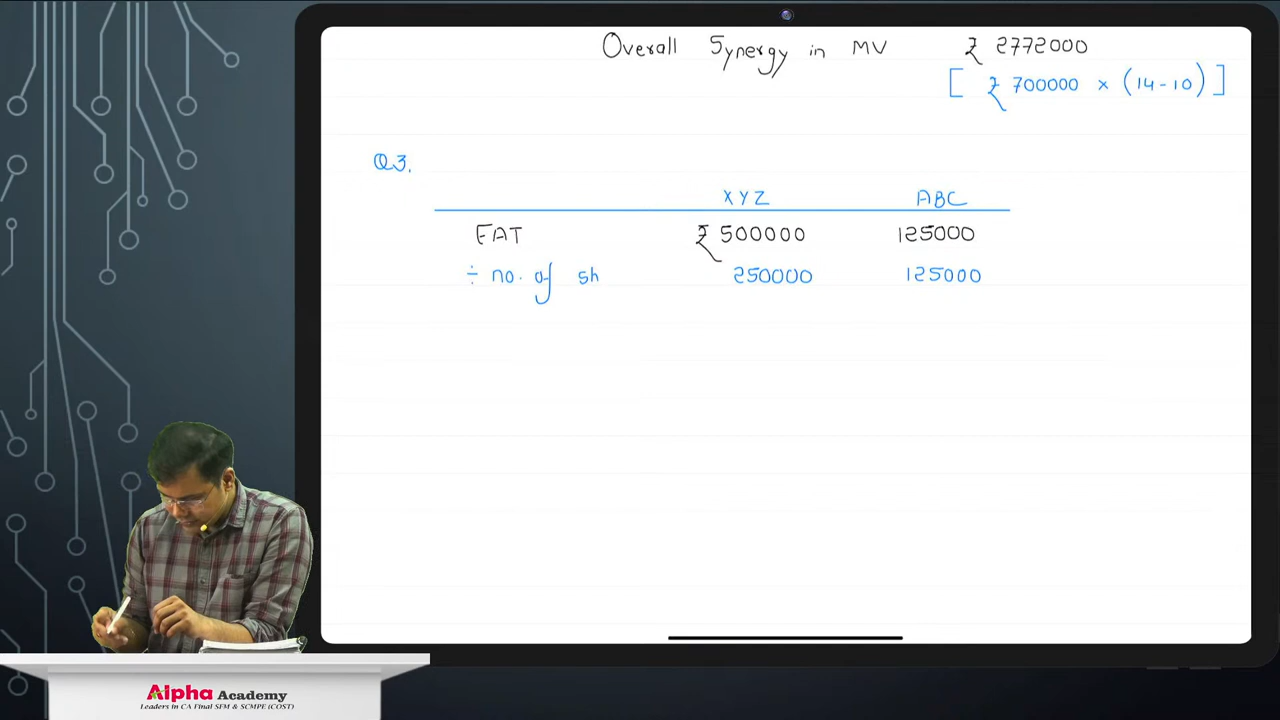 Overall Synergy in MV ₹ 2772000
[ ₹ 700000 × (14-10) ]
Q3.
XYZ ABC
EAT ₹ 500000 125000
÷ no. of sh 250000 125000
Alpha Academy
Leaders in CA Final SFM & SCMPE (COST)